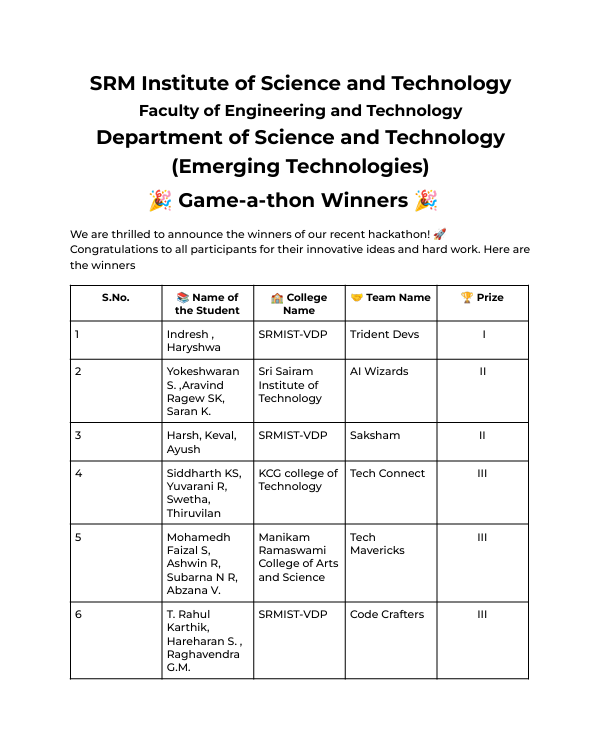 SRM Institute of Science and Technology
Faculty of Engineering and Technology
Department of Science and Technology
(Emerging Technologies)
🎉 Game-a-thon Winners 🎉
We are thrilled to announce the winners of our recent hackathon! 🚀
Congratulations to all participants for their innovative ideas and hard work. Here are
the winners
S.No.
📚 Name of
the Student
🏫 College
Name
🤝 Team Name
🏆 Prize
1
Indresh ,
Haryshwa
SRMIST-VDP
Trident Devs
I
2
Yokeshwaran
S. ,Aravind
Ragew SK,
Saran K.
Sri Sairam
Institute of
Technology
AI Wizards
II
3
Harsh, Keval,
Ayush
SRMIST-VDP
Saksham
II
4
Siddharth KS,
Yuvarani R,
Swetha,
Thiruvilan
KCG college of
Technology
Tech Connect
III
5
Mohamedh
Faizal S,
Ashwin R,
Subarna N R,
Abzana V.
Manikam
Ramaswami
College of Arts
and Science
Tech
Mavericks
III
6
T. Rahul
Karthik,
Hareharan S. ,
Raghavendra
G.M.
SRMIST-VDP
Code Crafters
III